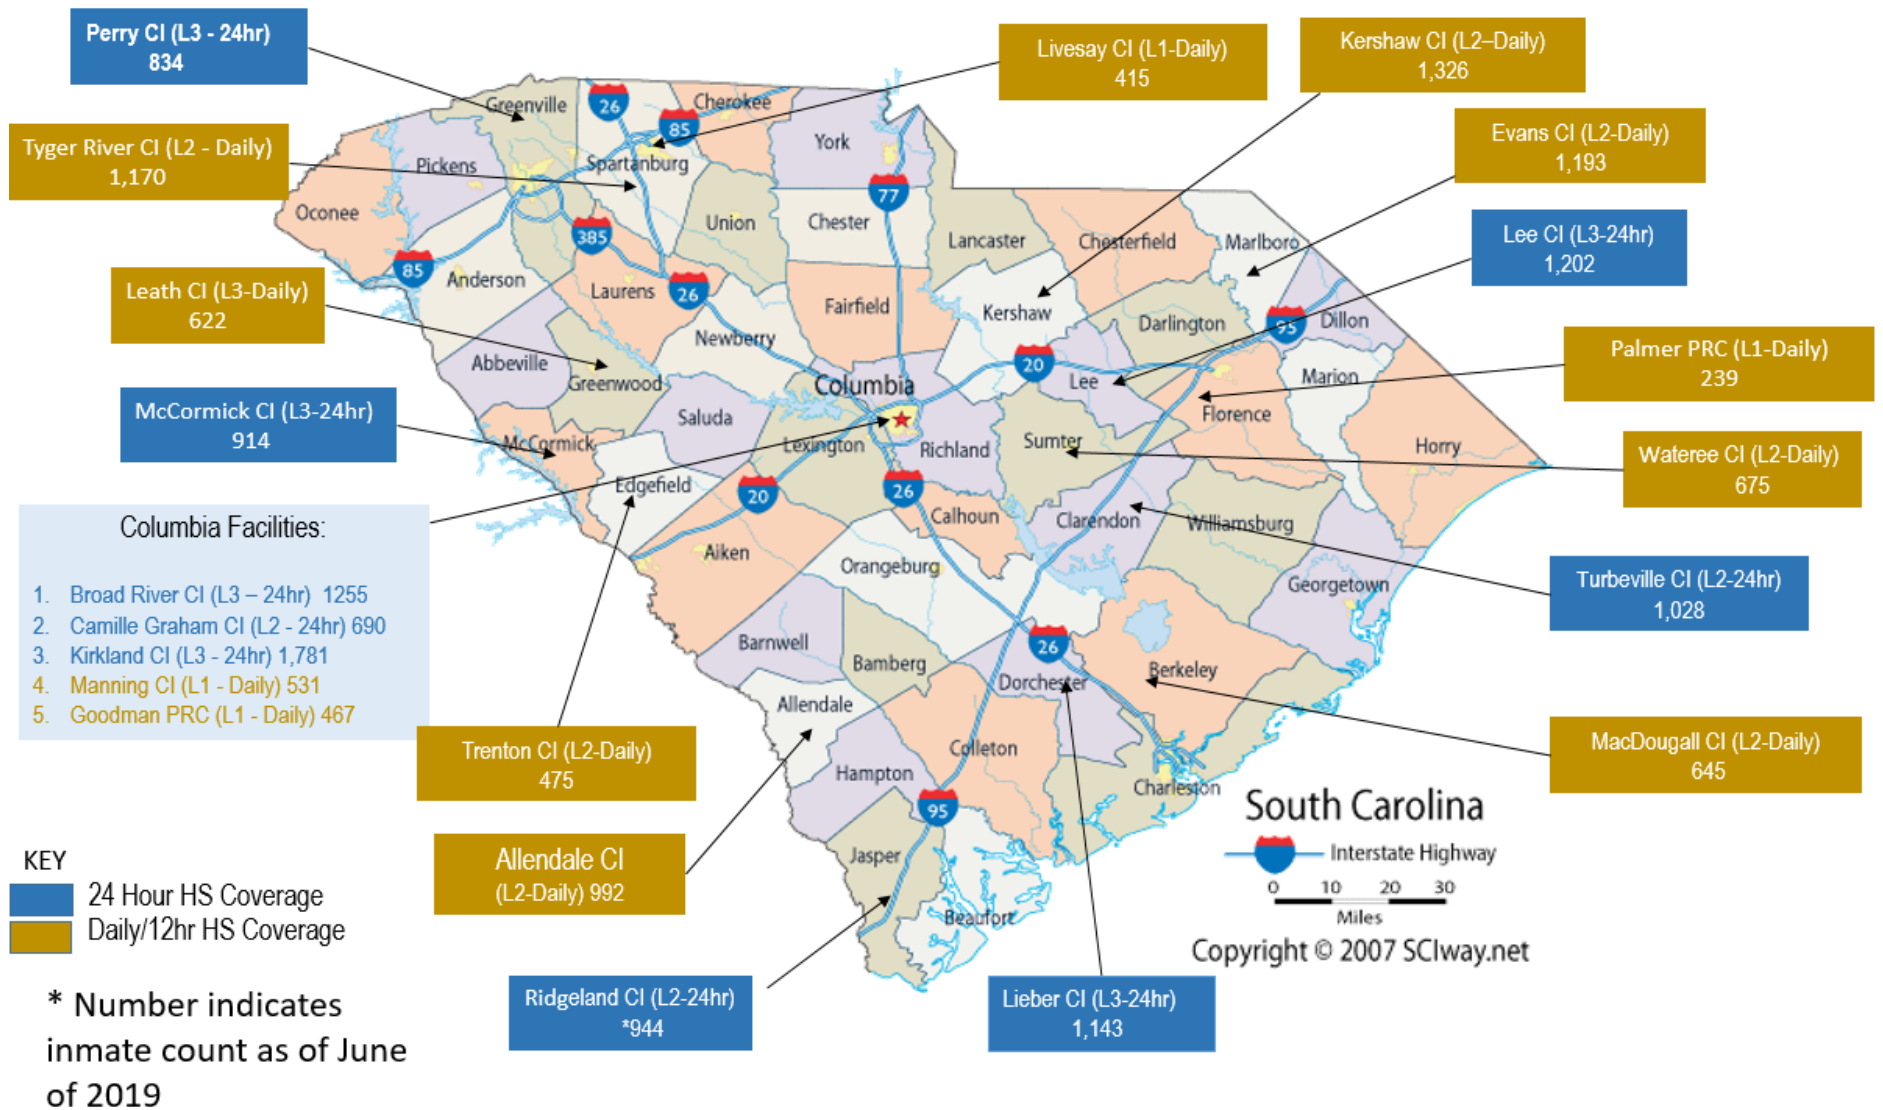 Perry CI (L3 - 24hr)
834
Livesay CI (L1-Daily)
415
Kershaw CI (L2–Daily)
1,326
Tyger River CI (L2 - Daily)
1,170
Evans CI (L2-Daily)
1,193
Lee CI (L3-24hr)
1,202
Leath CI (L3-Daily)
622
Palmer PRC (L1-Daily)
239
McCormick CI (L3-24hr)
914
Wateree CI (L2-Daily)
675
Columbia Facilities:
1. Broad River CI (L3 – 24hr) 1255
2. Camille Graham CI (L2 - 24hr) 690
3. Kirkland CI (L3 - 24hr) 1,781
4. Manning CI (L1 - Daily) 531
5. Goodman PRC (L1 - Daily) 467
Turbeville CI (L2-24hr)
1,028
Trenton CI (L2-Daily)
475
MacDougall CI (L2-Daily)
645
Allendale CI
(L2-Daily) 992
Ridgeland CI (L2-24hr)
*944
Lieber CI (L3-24hr)
1,143
KEY
24 Hour HS Coverage
Daily/12hr HS Coverage
* Number indicates
inmate count as of June
of 2019
Greenville
26
Cherokee
85
York
Pickens
Spartanburg
77
Oconee
Union
Chester
385
Lancaster
Chesterfield
Marlboro
85
Anderson
Laurens
26
Fairfield
Kershaw
Darlington
95
Dillon
Newberry
Abbeville
Greenwood
Columbia
20
Lee
Marion
Saluda
Florence
McCormick
Lexington
Richland
Sumter
Horry
Edgefield
20
26
Calhoun
Clarendon
Williamsburg
Aiken
Orangeburg
Georgetown
Barnwell
Bamberg
26
Berkeley
Dorchester
Allendale
Colleton
Hampton
Charleston
95
Jasper
Beaufort
South Carolina
Interstate Highway
0 10 20 30
Miles
Copyright © 2007 SCIway.net